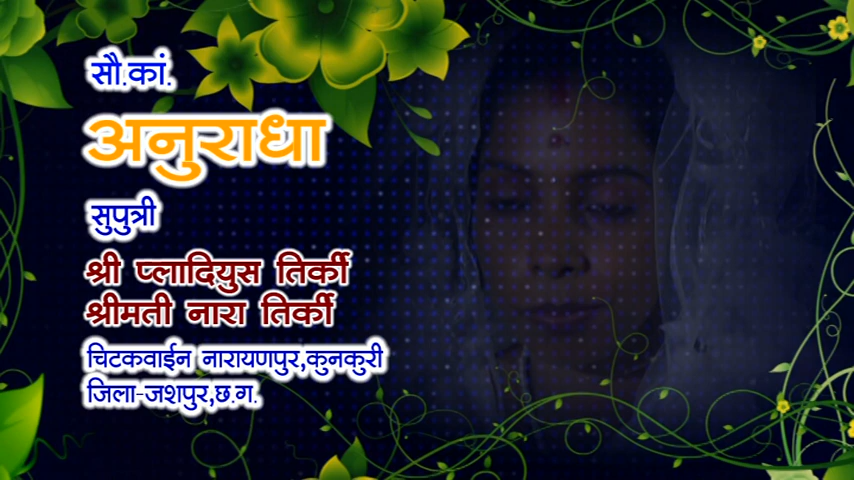 सौ.कां.
अनुराधा
सुपुत्री
श्री प्लादियुस तिर्की
श्रीमती नारा तिर्की
चिटकवाईन नारायणपुर,कुनकुरी
जिला-जशपुर,छ.ग.